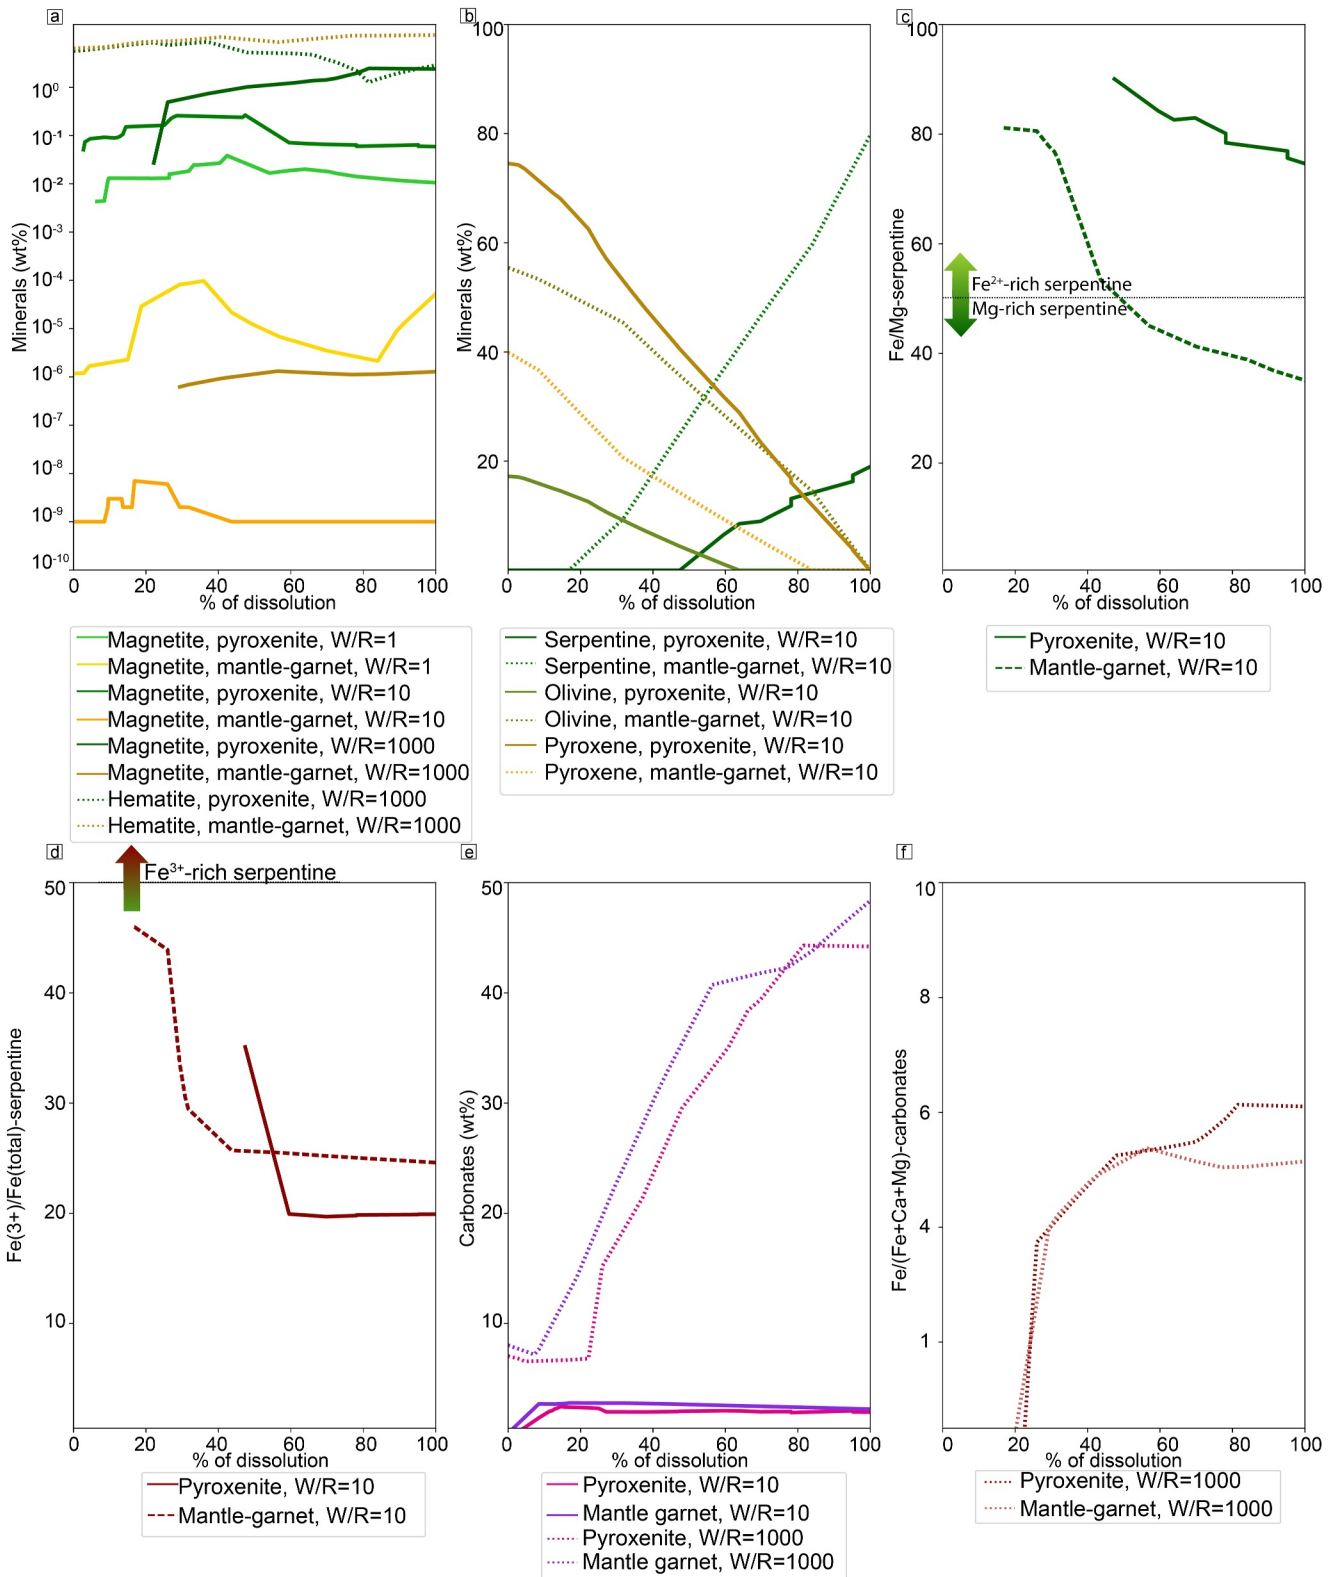 a
10⁰
10⁻¹
10⁻²
10⁻³
10⁻⁴
10⁻⁵
10⁻⁶
10⁻⁷
10⁻⁸
10⁻⁹
10⁻¹⁰
Minerals (wt%)
0 20 40 60 80 100
% of dissolution
Magnetite, pyroxenite, W/R=1
Magnetite, mantle-garnet, W/R=1
Magnetite, pyroxenite, W/R=10
Magnetite, mantle-garnet, W/R=10
Magnetite, pyroxenite, W/R=1000
Magnetite, mantle-garnet, W/R=1000
Hematite, pyroxenite, W/R=1000
Hematite, mantle-garnet, W/R=1000
b
100
80
60
40
20
Minerals (wt%)
0 20 40 60 80 100
% of dissolution
Serpentine, pyroxenite, W/R=10
Serpentine, mantle-garnet, W/R=10
Olivine, pyroxenite, W/R=10
Olivine, mantle-garnet, W/R=10
Pyroxene, pyroxenite, W/R=10
Pyroxene, mantle-garnet, W/R=10
c
100
80
60
40
20
Fe/Mg-serpentine
Fe²⁺-rich serpentine
Mg-rich serpentine
0 20 40 60 80 100
% of dissolution
Pyroxenite, W/R=10
Mantle-garnet, W/R=10
d
Fe³⁺-rich serpentine
50
40
30
20
10
Fe(3+)/Fe(total)-serpentine
0 20 40 60 80 100
% of dissolution
Pyroxenite, W/R=10
Mantle-garnet, W/R=10
e
50
40
30
20
10
Carbonates (wt%)
0 20 40 60 80 100
% of dissolution
Pyroxenite, W/R=10
Mantle garnet, W/R=10
Pyroxenite, W/R=1000
Mantle garnet, W/R=1000
f
10
8
6
4
1
Fe/(Fe+Ca+Mg)-carbonates
0 20 40 60 80 100
% of dissolution
Pyroxenite, W/R=1000
Mantle-garnet, W/R=1000